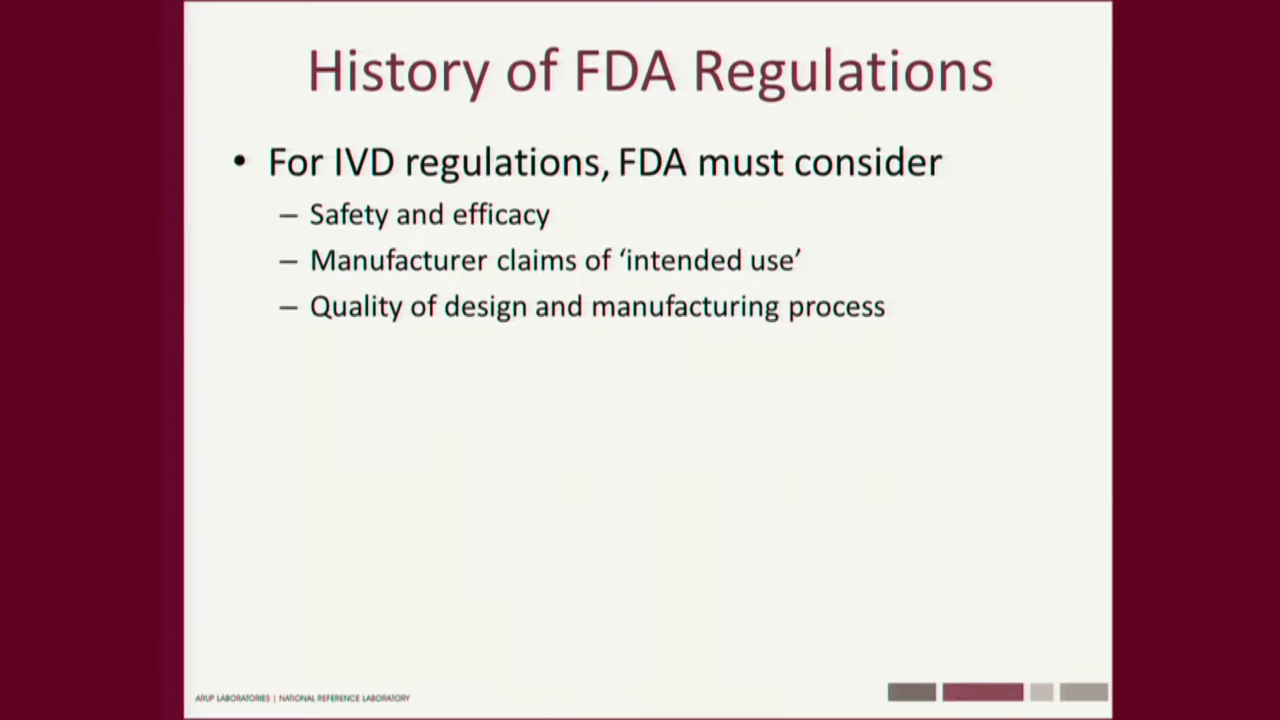 History of FDA Regulations
• For IVD regulations, FDA must consider
– Safety and efficacy
– Manufacturer claims of ‘intended use’
– Quality of design and manufacturing process
ARUP LABORATORIES | NATIONAL REFERENCE LABORATORY